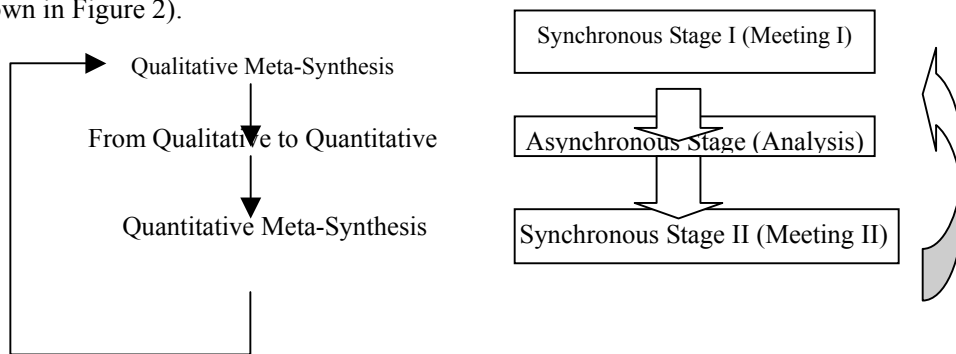 own in Figure 2).
Qualitative Meta-Synthesis
From Qualitative to Quantitative
Quantitative Meta-Synthesis
Synchronous Stage I (Meeting I)
Asynchronous Stage (Analysis)
Synchronous Stage II (Meeting II)